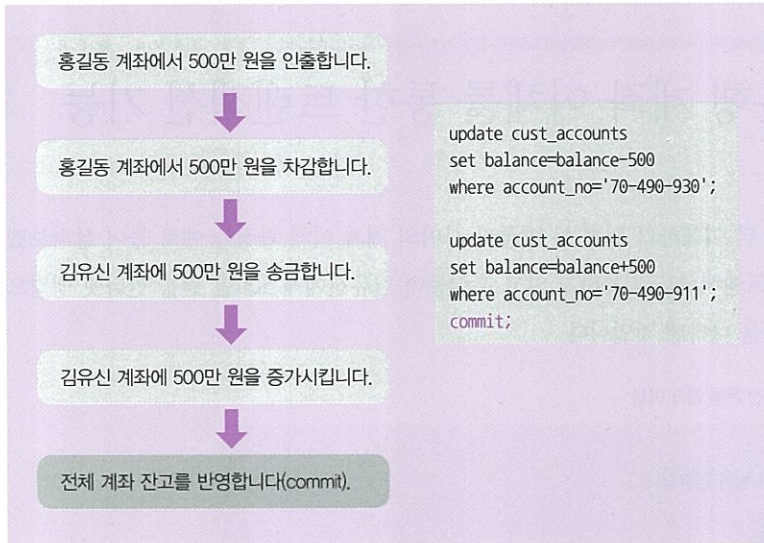 홍길동 계좌에서 500만 원을 인출합니다.
홍길동 계좌에서 500만 원을 차감합니다.
김유신 계좌에 500만 원을 송금합니다.
김유신 계좌에 500만 원을 증가시킵니다.
전체 계좌 잔고를 반영합니다(commit).
update cust_accounts
set balance=balance-500
where account_no='70-490-930';
update cust_accounts
set balance=balance+500
where account_no='70-490-911';
commit;